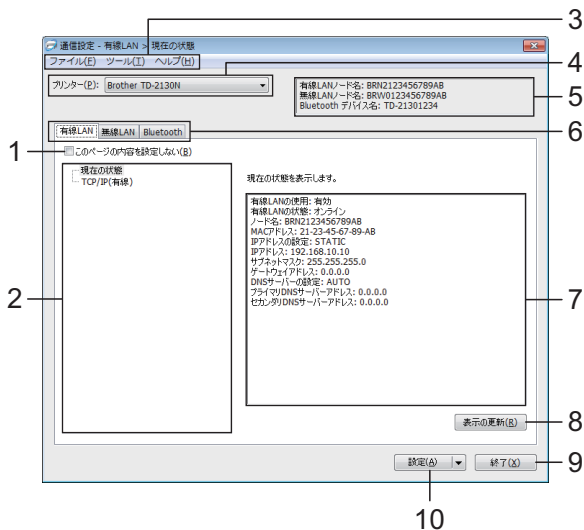 3
通信設定 - 有線LAN > 現在の状態
ファイル(F) ツール(T) ヘルプ(H)
4
プリンター(P): Brother TD-2130N
有線LANノード名: BRN2123456789AB
無線LANノード名: BRW0123456789AB
Bluetooth デバイス名: TD-21301234
5
有線LAN 無線LAN Bluetooth
6
1
このページの内容を設定しない(B)
現在の状態
TCP/IP(有線)
2
現在の状態を表示します。
有線LANの使用: 有効
有線LANの状態: オンライン
ノード名: BRN2123456789AB
MACアドレス: 21-23-45-67-89-AB
IPアドレスの設定: STATIC
IPアドレス: 192.168.10.10
サブネットマスク: 255.255.255.0
ゲートウェイアドレス: 0.0.0.0
DNSサーバーの設定: AUTO
プライマリDNSサーバーアドレス: 0.0.0.0
セカンダリDNSサーバーアドレス: 0.0.0.0
7
表示の更新(R)
8
設定(A)
終了(X)
9
10